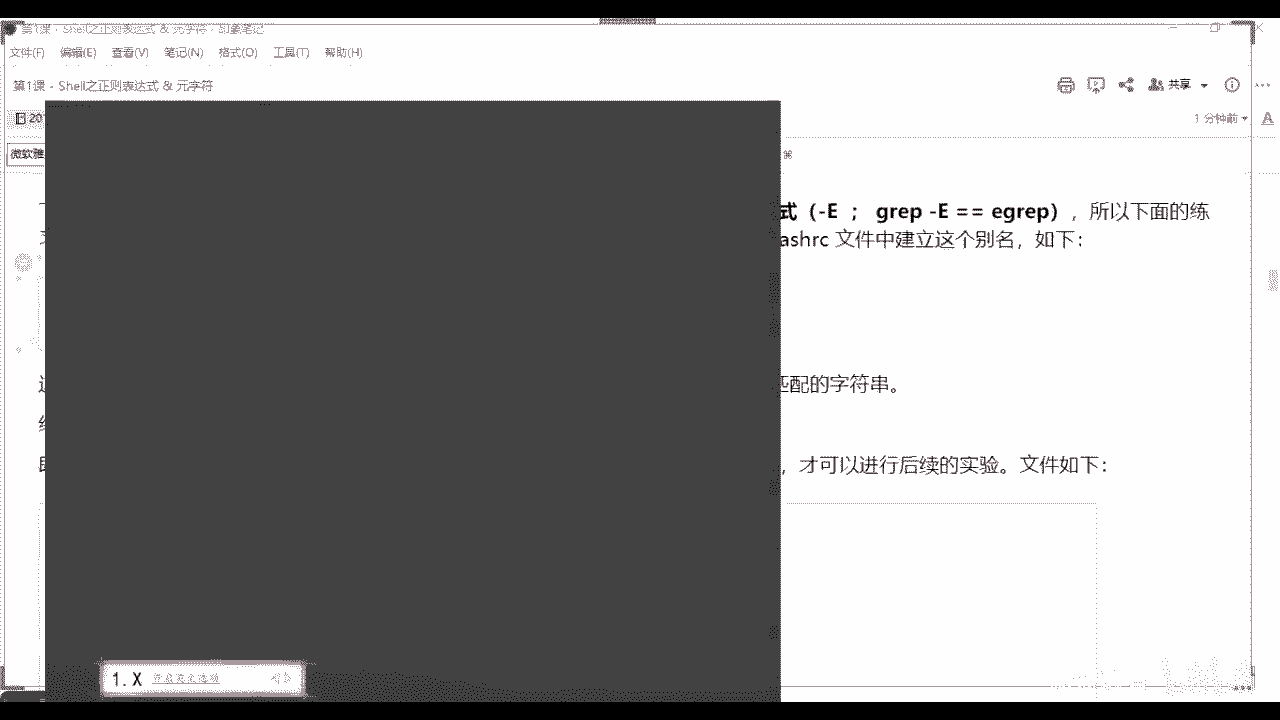 第1课 - Shell之正则表达式 & 元字符 - 印象笔记
文件(F) 编辑(E) 查看(V) 笔记(N) 格式(O) 工具(T) 帮助(H)
第1课 - Shell之正则表达式 & 元字符
共享
20
1 分钟前
微软雅
式（-E ； grep -E == egrep），所以下面的练
ashrc 文件中建立这个别名，如下：
匹配的字符串。
，才可以进行后续的实验。文件如下：
1. X